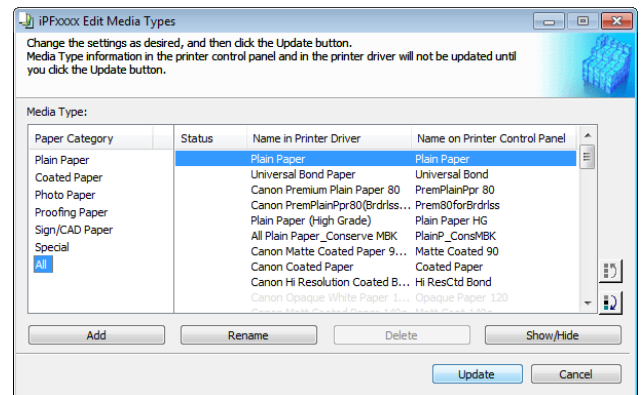 iPFxxxx Edit Media Types
Change the settings as desired, and then click the Update button.
Media Type information in the printer control panel and in the printer driver will not be updated until
you click the Update button.
Media Type:
Paper Category Status Name in Printer Driver Name on Printer Control Panel
Plain Paper Plain Paper Plain Paper
Coated Paper Universal Bond Paper Universal Bond
Photo Paper Canon Premium Plain Paper 80 PremPlainPpr 80
Proofing Paper Canon PremPlainPpr80(Brdrlss... Prem80forBrdrlss
Sign/CAD Paper Plain Paper (High Grade) Plain Paper HG
Special All Plain Paper_Conserve MBK PlainP_ConsMBK
All Canon Matte Coated Paper 9... Matte Coated 90
Canon Coated Paper Coated Paper
Canon Hi Resolution Coated B... Hi ResCtd Bond
Canon Opaque White Paper 1... Opaque Paper 120
Add Rename Delete Show/Hide
Update Cancel